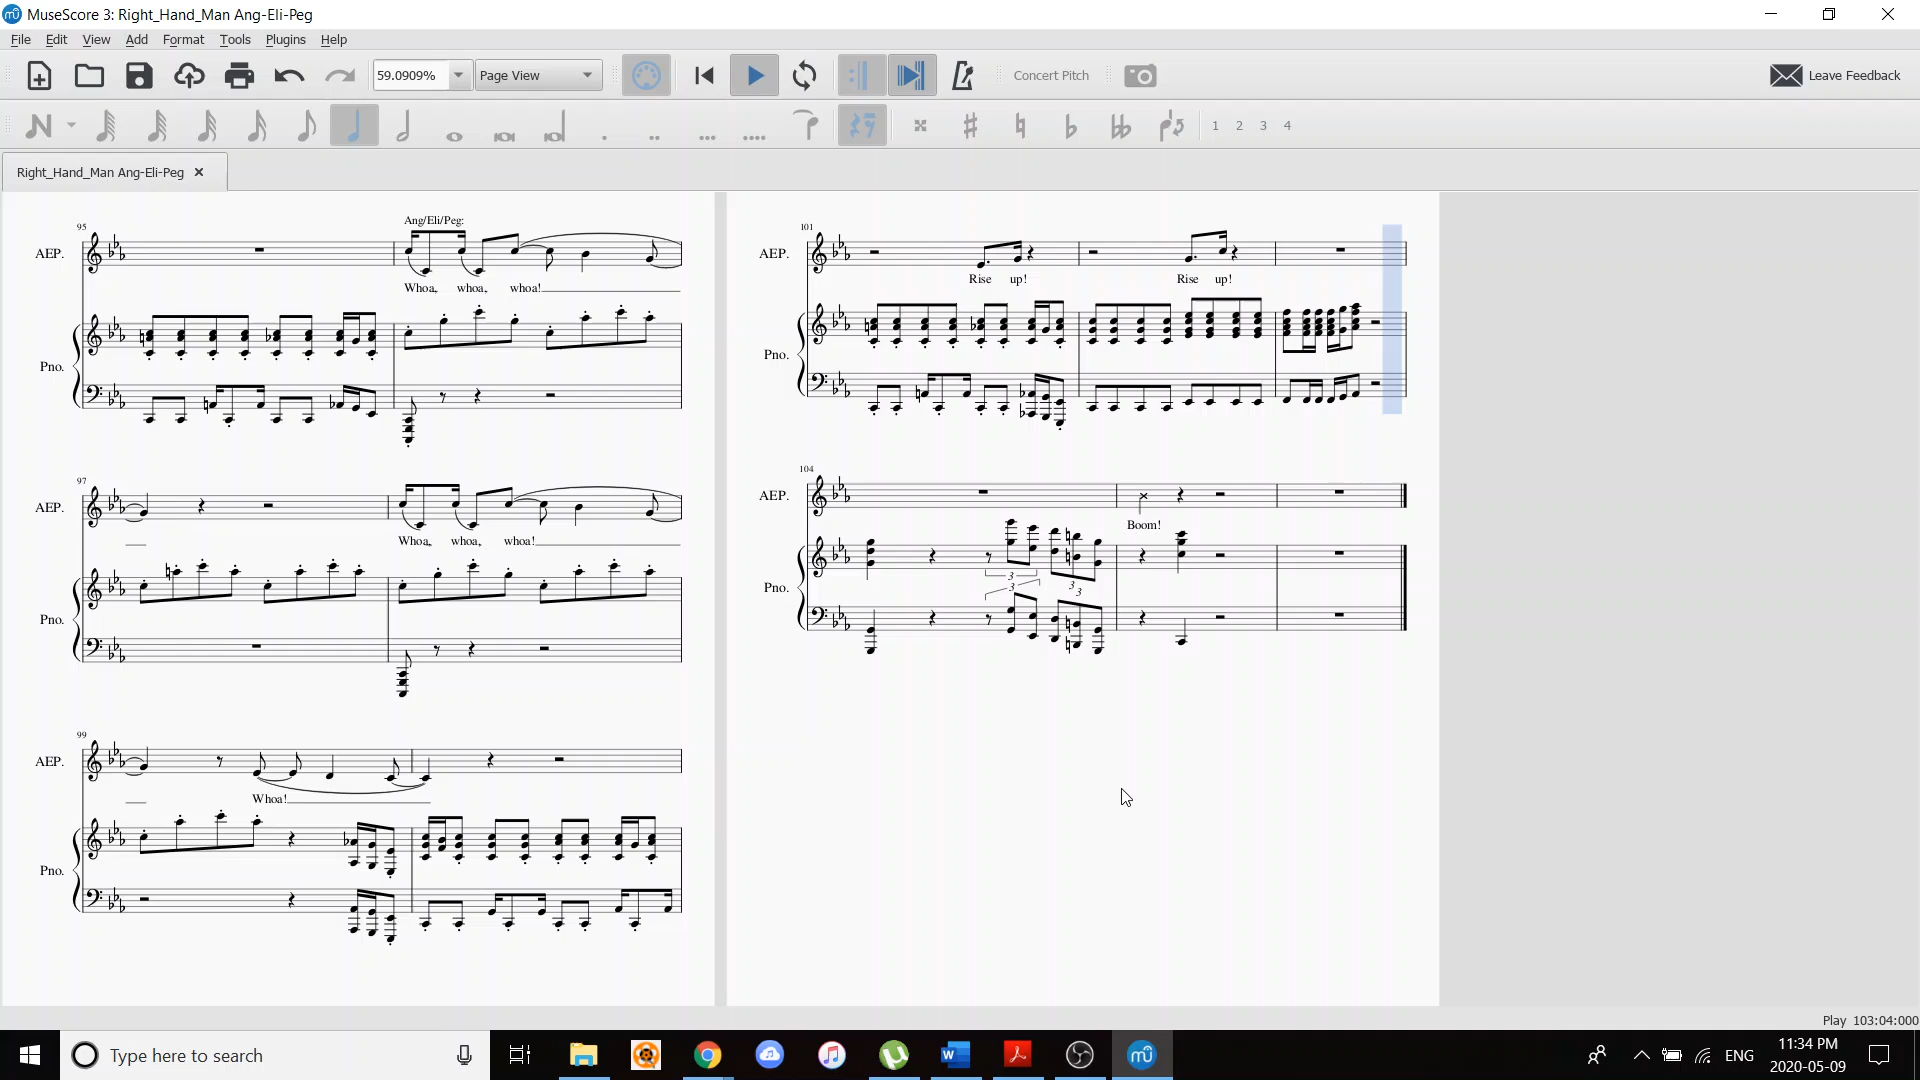 MuseScore 3: Right_Hand_Man Ang-Eli-Peg
File Edit View Add Format Tools Plugins Help
59.0909% Page View Concert Pitch Leave Feedback
1 2 3 4
Right_Hand_Man Ang-Eli-Peg
95
Ang/Eli/Peg:
AEP.
Whoa, whoa, whoa!
Pno.
97
AEP.
Whoa, whoa, whoa!
Pno.
99
AEP.
Whoa!
Pno.
101
AEP.
Rise up! Rise up!
Pno.
104
AEP.
Boom!
3
3
3
3
Pno.
Play 103:04:000
Type here to search
ENG
11:34 PM
2020-05-09